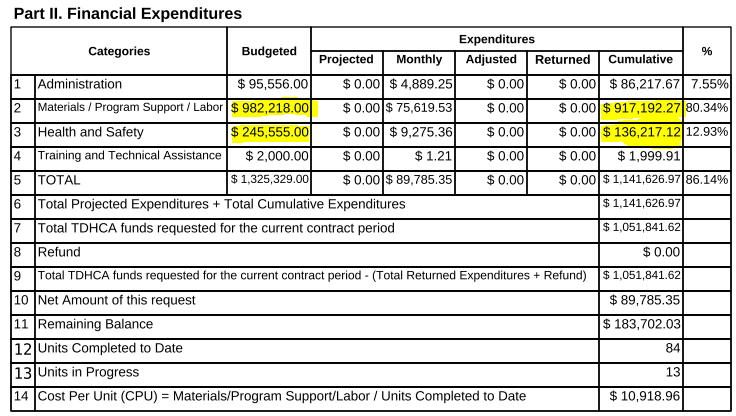 Part II. Financial Expenditures
Categories Budgeted Expenditures %
Projected Monthly Adjusted Returned Cumulative
1 Administration $ 95,556.00 $ 0.00 $ 4,889.25 $ 0.00 $ 0.00 $ 86,217.67 7.55%
2 Materials / Program Support / Labor $ 982,218.00 $ 0.00 $ 75,619.53 $ 0.00 $ 0.00 $ 917,192.27 80.34%
3 Health and Safety $ 245,555.00 $ 0.00 $ 9,275.36 $ 0.00 $ 0.00 $ 136,217.12 12.93%
4 Training and Technical Assistance $ 2,000.00 $ 0.00 $ 1.21 $ 0.00 $ 0.00 $ 1,999.91
5 TOTAL $ 1,325,329.00 $ 0.00 $ 89,785.35 $ 0.00 $ 0.00 $ 1,141,626.97 86.14%
6 Total Projected Expenditures + Total Cumulative Expenditures $ 1,141,626.97
7 Total TDHCA funds requested for the current contract period $ 1,051,841.62
8 Refund $ 0.00
9 Total TDHCA funds requested for the current contract period - (Total Returned Expenditures + Refund) $ 1,051,841.62
10 Net Amount of this request $ 89,785.35
11 Remaining Balance $ 183,702.03
12 Units Completed to Date 84
13 Units in Progress 13
14 Cost Per Unit (CPU) = Materials/Program Support/Labor / Units Completed to Date $ 10,918.96